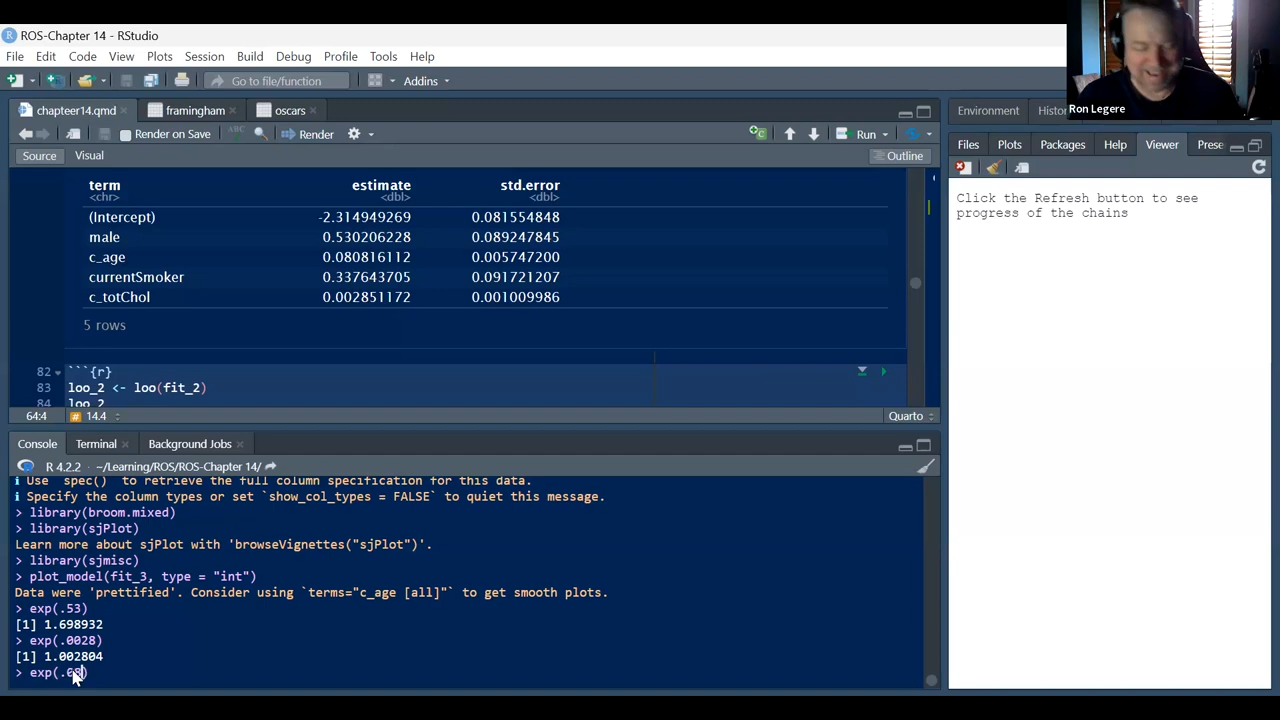 ROS-Chapter 14 - RStudio
File Edit Code View Plots Session Build Debug Profile Tools Help
Go to file/function Addins
Ron Legere
chapteer14.qmd framingham oscars
Environment Histo
Render on Save ABC Render Run
Files Plots Packages Help Viewer Prese
Source Visual Outline
term estimate std.error
<chr> <dbl> <dbl>
(Intercept) -2.314949269 0.081554848
male 0.530206228 0.089247845
c_age 0.080816112 0.005747200
currentSmoker 0.337643705 0.091721207
c_totChol 0.002851172 0.001009986
5 rows
82 ```{r}
83 loo_2 <- loo(fit_2)
84 loo_2
64:4 # 14.4 Quarto
Click the Refresh button to see
progress of the chains
Console Terminal Background Jobs
R 4.2.2 · ~/Learning/ROS/ROS-Chapter 14/
i Use `spec()` to retrieve the full column specification for this data.
i Specify the column types or set `show_col_types = FALSE` to quiet this message.
> library(broom.mixed)
> library(sjPlot)
Learn more about sjPlot with 'browseVignettes("sjPlot")'.
> library(sjmisc)
> plot_model(fit_3, type = "int")
Data were 'prettified'. Consider using `terms="c_age [all]"` to get smooth plots.
> exp(.53)
[1] 1.698932
> exp(.0028)
[1] 1.002804
> exp(.08)